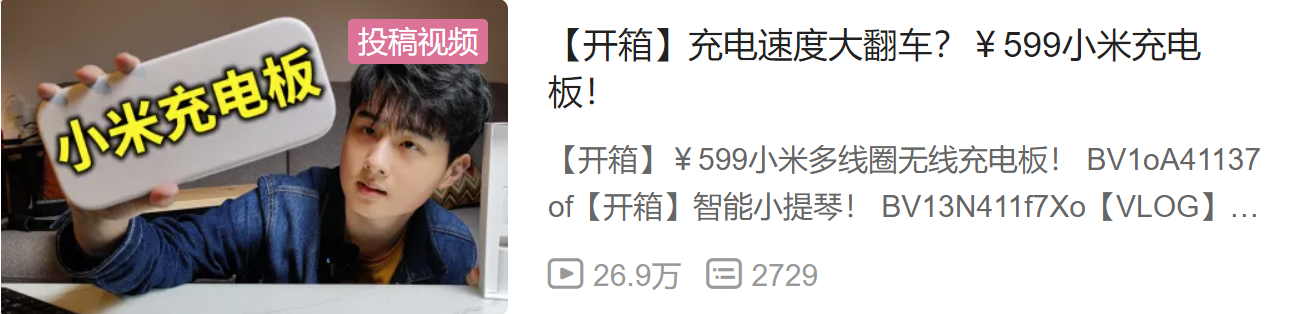 投稿视频
小米充电板
【开箱】充电速度大翻车？￥599小米充电
板！
【开箱】￥599小米多线圈无线充电板！ BV1oA41137
of【开箱】智能小提琴！ BV13N411f7Xo【VLOG】…
26.9万 2729